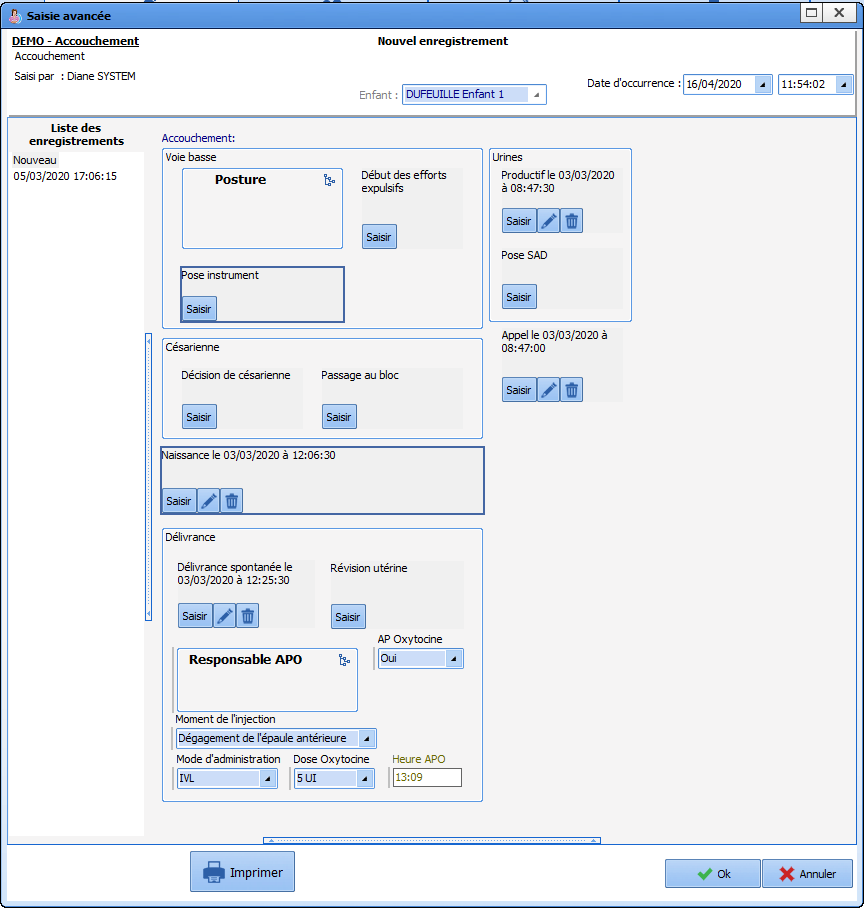 Saisie avancée
DEMO - Accouchement
Nouvel enregistrement
Accouchement
Saisi par : Diane SYSTEM
Enfant :
DUFEUILLE Enfant 1
Date d'occurrence :
16/04/2020
11:54:02
Liste des
enregistrements
Nouveau
05/03/2020 17:06:15
Accouchement:
Voie basse
Posture
Début des efforts
expulsifs
Saisir
Pose instrument
Saisir
Urines
Productif le 03/03/2020
à 08:47:30
Saisir
Pose SAD
Saisir
Appel le 03/03/2020 à
08:47:00
Saisir
Césarienne
Décision de césarienne
Saisir
Passage au bloc
Saisir
Naissance le 03/03/2020 à 12:06:30
Saisir
Délivrance
Délivrance spontanée le
03/03/2020 à 12:25:30
Saisir
Révision utérine
Saisir
AP Oxytocine
Oui
Responsable APO
Moment de l'injection
Dégagement de l'épaule antérieure
Mode d'administration
IVL
Dose Oxytocine
5 UI
Heure APO
13:09
Imprimer
Ok
Annuler